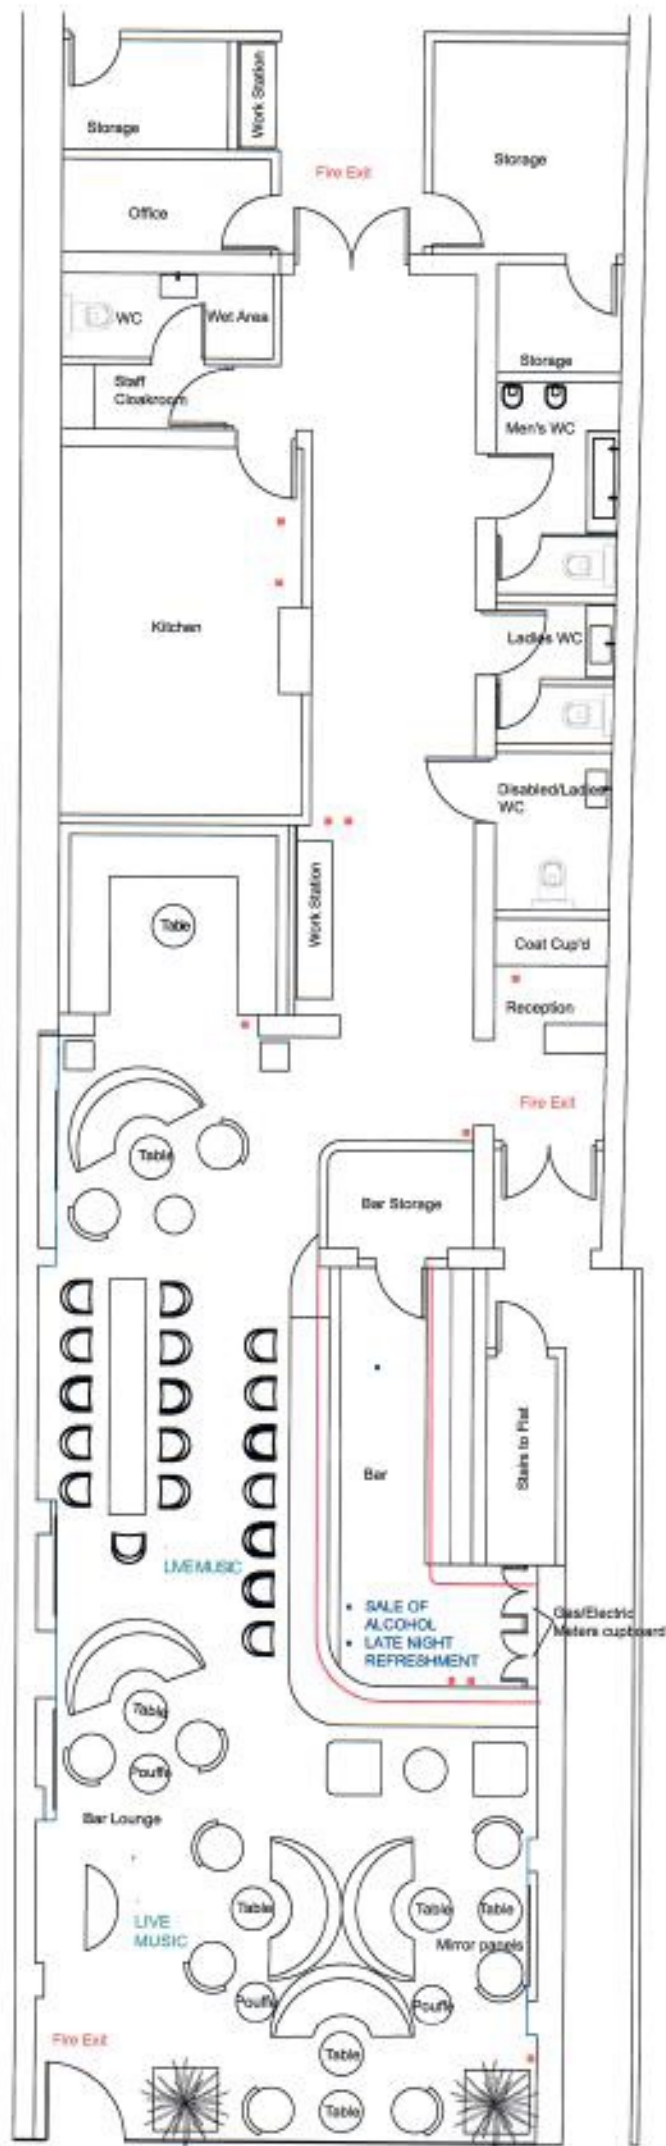 Work Station
Storage
Fire Exit
Storage
Office
WC
Wet Area
Storage
Staff
Cloakroom
Men's WC
Kitchen
Ladies WC
Disabled/Ladies
WC
Work Station
Table
Coat Cup'd
Reception
Fire Exit
Table
Bar Storage
Stairs to Flat
Bar
LIVE MUSIC
• SALE OF
ALCOHOL
• LATE NIGHT
REFRESHMENT
Gas/Electric
Meters cupboard
Table
Pouffe
Bar Lounge
Table
Table
Table
LIVE
MUSIC
Mirror panels
Pouffe
Pouffe
Fire Exit
Table
Table